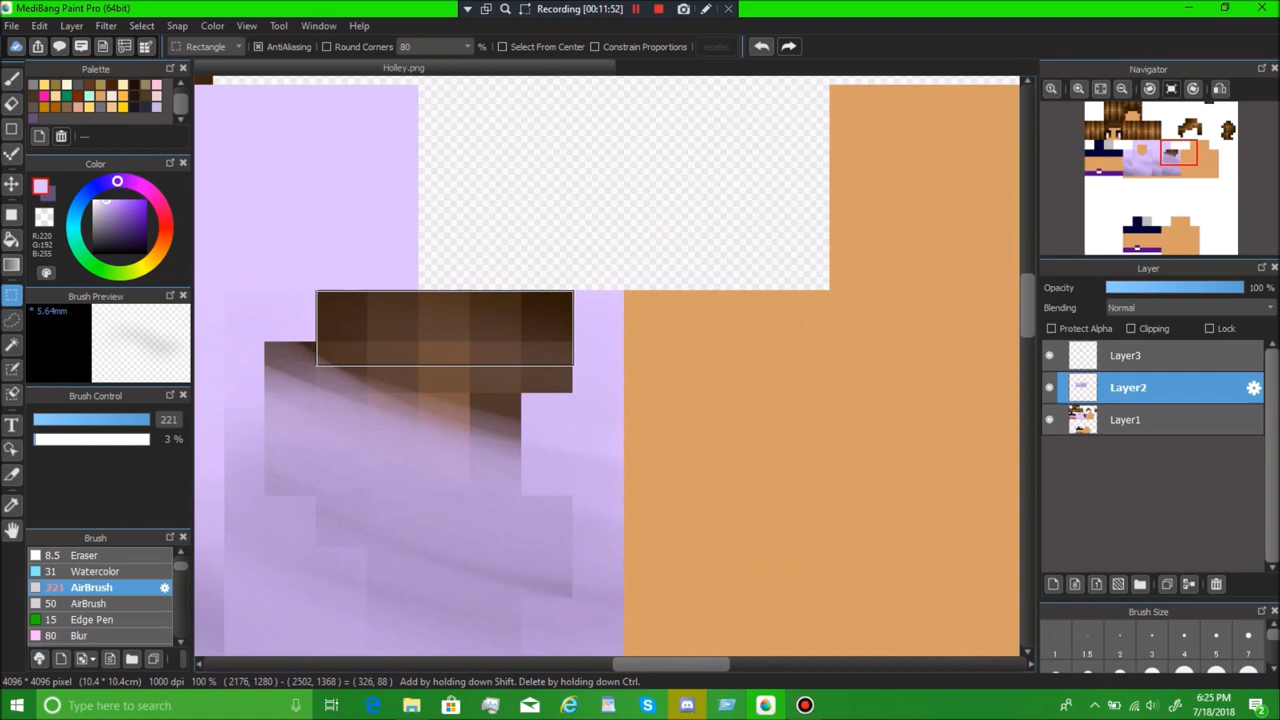 MediBang Paint Pro (64bit)
Recording [00:11:52]
File Edit Layer Filter Select Snap Color View Tool Window Help
Rectangle AntiAliasing Round Corners 80 % Select From Center Constrain Proportions
Palette
Holley.png
Navigator
---
Color
R:220
G:192
B:255
Brush Preview
* 5.64mm
Brush Control
221
3 %
Layer
Opacity 100 %
Blending Normal
Protect Alpha Clipping Lock
Layer3
Layer2
Layer1
Brush
8.5 Eraser
31 Watercolor
221 AirBrush
50 AirBrush
15 Edge Pen
80 Blur
Brush Size
1 1.5 2 3 4 5 7
4096 * 4096 pixel (10.4 * 10.4cm) 1000 dpi 100 % (2176, 1280) - (2502, 1368) = (326, 88) Add by holding down Shift. Delete by holding down Ctrl.
Type here to search
6:25 PM
7/18/2018
2